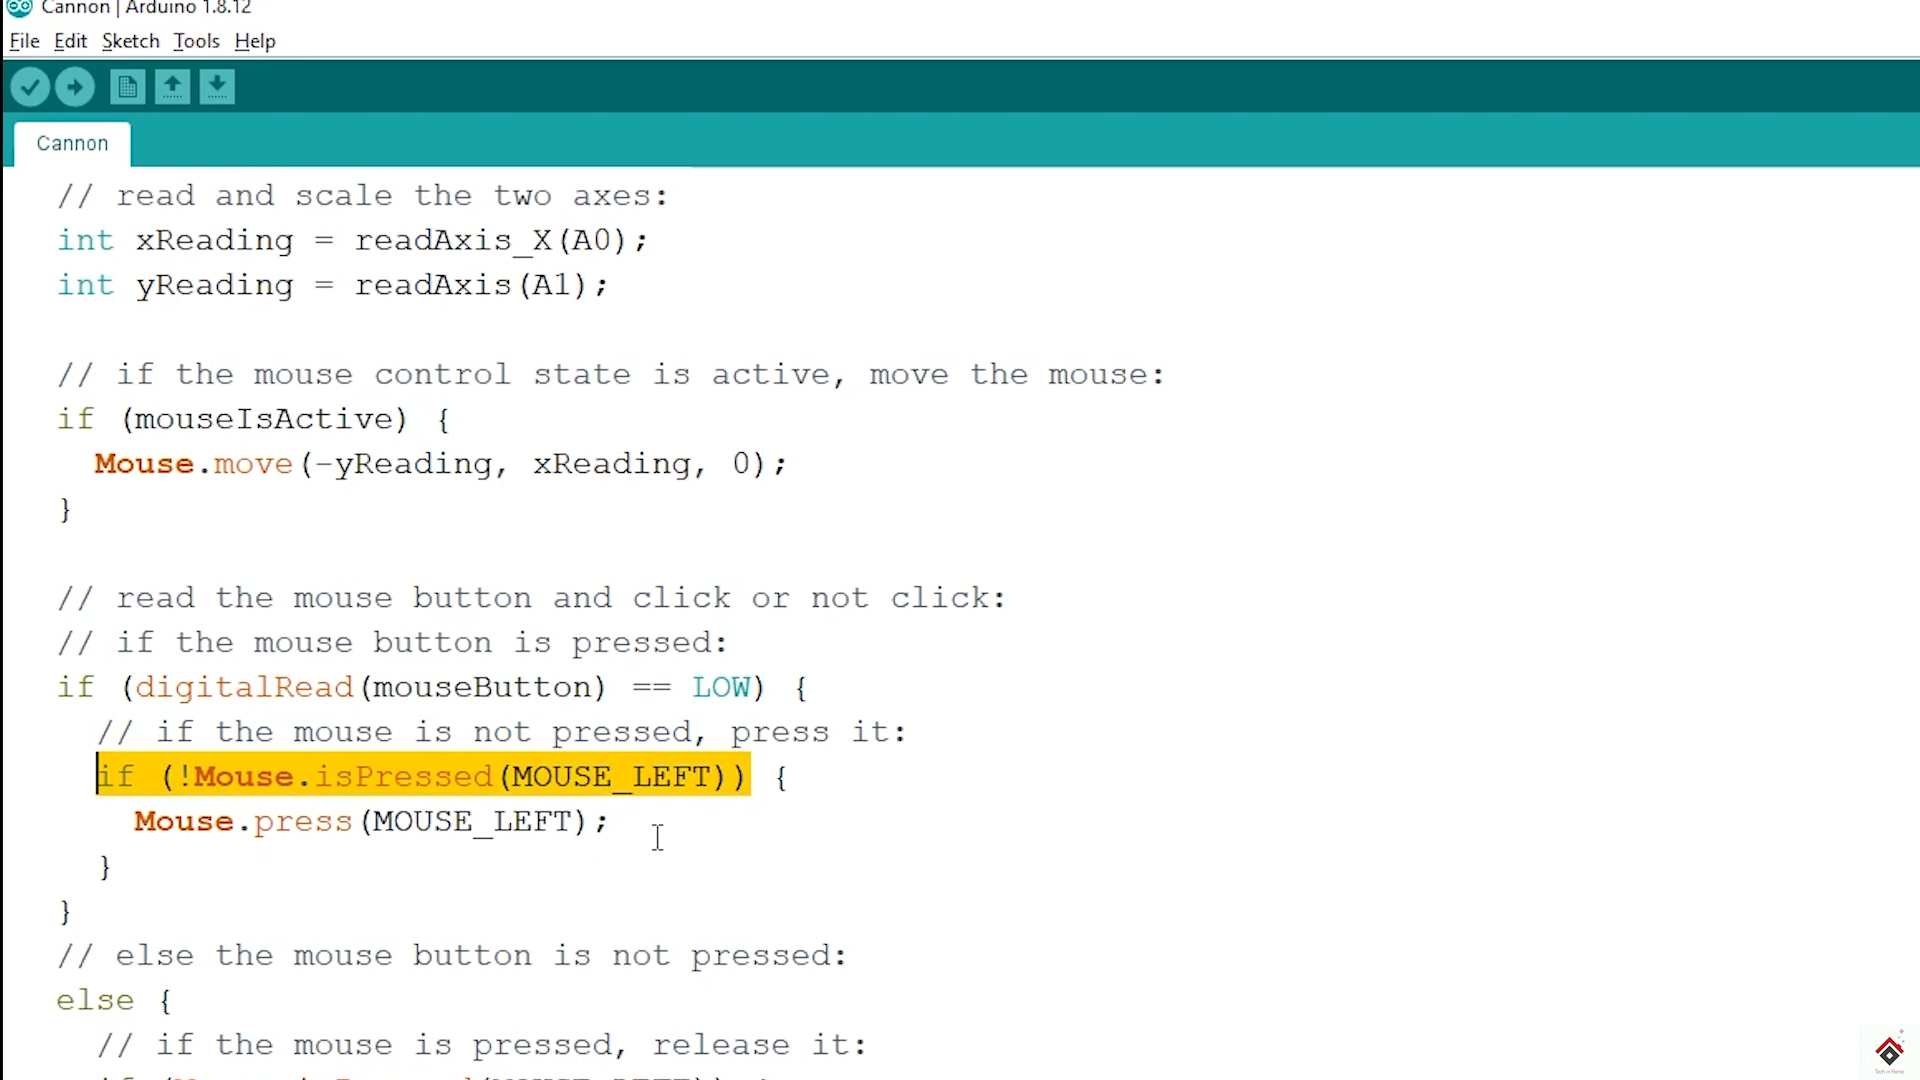 Cannon | Arduino 1.8.12
File Edit Sketch Tools Help
Cannon
// read and scale the two axes:
int xReading = readAxis_X(A0);
int yReading = readAxis(A1);
// if the mouse control state is active, move the mouse:
if (mouseIsActive) {
Mouse.move(-yReading, xReading, 0);
}
// read the mouse button and click or not click:
// if the mouse button is pressed:
if (digitalRead(mouseButton) == LOW) {
// if the mouse is not pressed, press it:
if (!Mouse.isPressed(MOUSE_LEFT)) {
Mouse.press(MOUSE_LEFT);
}
}
// else the mouse button is not pressed:
else {
// if the mouse is pressed, release it:
Tech at Home